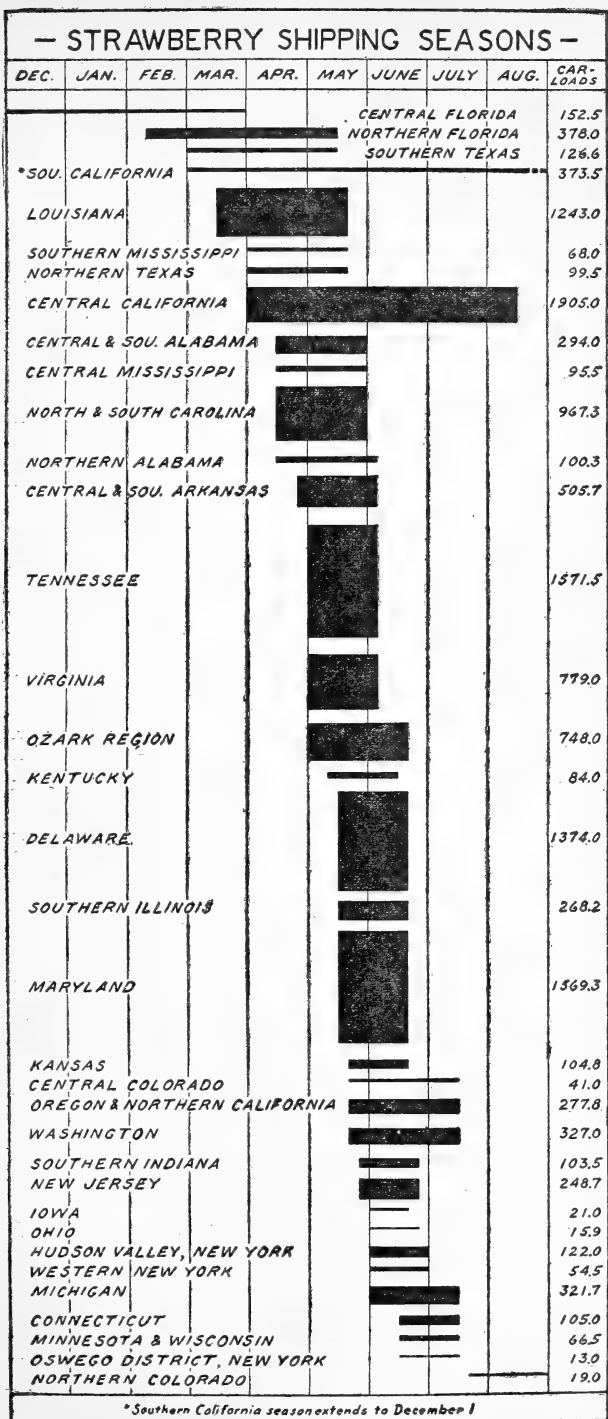 — STRAWBERRY SHIPPING SEASONS —
DEC. JAN. FEB. MAR. APR. MAY JUNE JULY AUG. CAR-LOADS
CENTRAL FLORIDA 152.5
NORTHERN FLORIDA 378.0
SOUTHERN TEXAS 126.6
*SOU. CALIFORNIA 373.5
LOUISIANA 1243.0
SOUTHERN MISSISSIPPI 68.0
NORTHERN TEXAS 99.5
CENTRAL CALIFORNIA 1905.0
CENTRAL & SOU. ALABAMA 294.0
CENTRAL MISSISSIPPI 95.5
NORTH & SOUTH CAROLINA 967.3
NORTHERN ALABAMA 100.3
CENTRAL & SOU. ARKANSAS 505.7
TENNESSEE 1571.5
VIRGINIA 779.0
OZARK REGION 748.0
KENTUCKY 84.0
DELAWARE 1374.0
SOUTHERN ILLINOIS 268.2
MARYLAND 1569.3
KANSAS 104.8
CENTRAL COLORADO 41.0
OREGON & NORTHERN CALIFORNIA 277.8
WASHINGTON 327.0
SOUTHERN INDIANA 103.5
NEW JERSEY 248.7
IOWA 21.0
OHIO 15.9
HUDSON VALLEY, NEW YORK 122.0
WESTERN NEW YORK 54.5
MICHIGAN 321.7
CONNECTICUT 105.0
MINNESOTA & WISCONSIN 66.5
OSWEGO DISTRICT, NEW YORK 13.0
NORTHERN COLORADO 19.0
*Southern California season extends to December 1